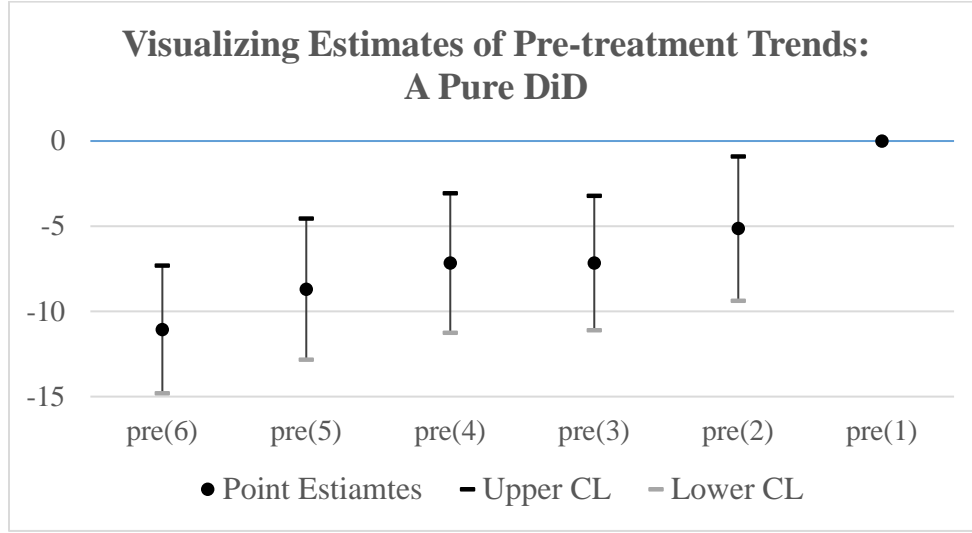 Visualizing Estimates of Pre-treatment Trends:
A Pure DiD
0
-5
-10
-15
pre(6) pre(5) pre(4) pre(3) pre(2) pre(1)
Point Estiamtes Upper CL Lower CL